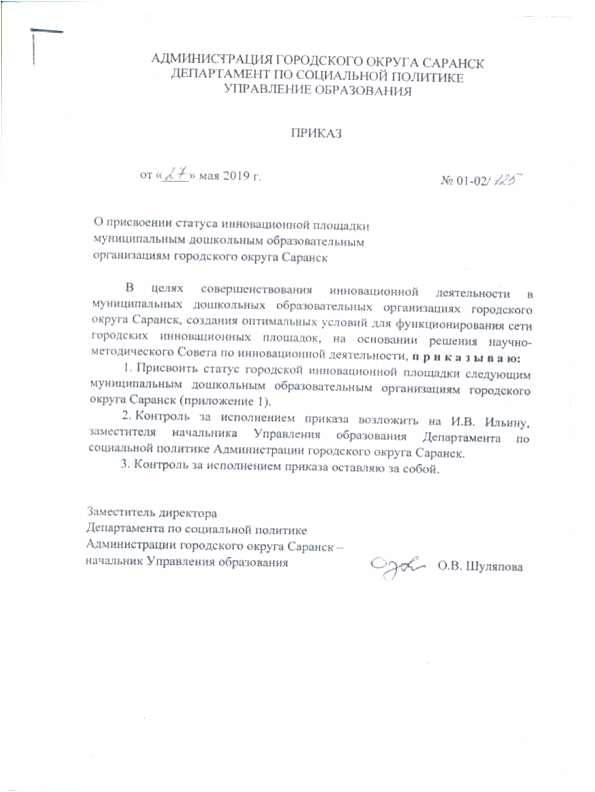 АДМИНИСТРАЦИЯ ГОРОДСКОГО ОКРУГА САРАНСК
ДЕПАРТАМЕНТ ПО СОЦИАЛЬНОЙ ПОЛИТИКЕ
УПРАВЛЕНИЕ ОБРАЗОВАНИЯ
ПРИКАЗ
от «27» мая 2019 г.
№ 01-02/125
О присвоении статуса инновационной площадки
муниципальным дошкольным образовательным
организациям городского округа Саранск
В целях совершенствования инновационной деятельности в
муниципальных дошкольных образовательных организациях городского
округа Саранск, создания оптимальных условий для функционирования сети
городских инновационных площадок, на основании решения научно-
методического Совета по инновационной деятельности, п р и к а з ы в а ю:
1. Присвоить статус городской инновационной площадки следующим
муниципальным дошкольным образовательным организациям городского
округа Саранск (приложение 1).
2. Контроль за исполнением приказа возложить на И.В. Ильину,
заместителя начальника Управления образования Департамента по
социальной политике Администрации городского округа Саранск.
3. Контроль за исполнением приказа оставляю за собой.
Заместитель директора
Департамента по социальной политике
Администрации городского округа Саранск –
начальник Управления образования
О.В. Шуляпова